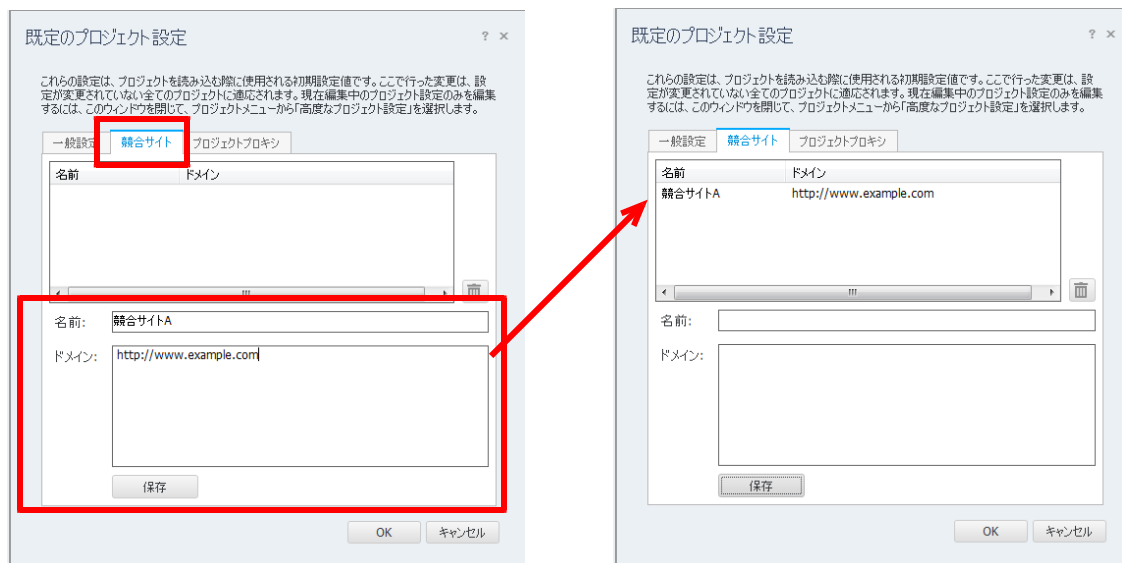 既定のプロジェクト設定
? ×
これらの設定は、プロジェクトを読み込む際に使用される初期設定値です。ここで行った変更は、設
定が変更されていない全てのプロジェクトに適応されます。現在編集中のプロジェクト設定のみを編集
するには、このウィンドウを閉じて、プロジェクトメニューから「高度なプロジェクト設定」を選択します。
一般設定 競合サイト プロジェクトプロキシ
名前 ドメイン
名前: 競合サイトA
ドメイン: http://www.example.com
保存
OK キャンセル
既定のプロジェクト設定
? ×
これらの設定は、プロジェクトを読み込む際に使用される初期設定値です。ここで行った変更は、設
定が変更されていない全てのプロジェクトに適応されます。現在編集中のプロジェクト設定のみを編集
するには、このウィンドウを閉じて、プロジェクトメニューから「高度なプロジェクト設定」を選択します。
一般設定 競合サイト プロジェクトプロキシ
名前 ドメイン
競合サイトA http://www.example.com
名前:
ドメイン:
保存
OK キャンセル